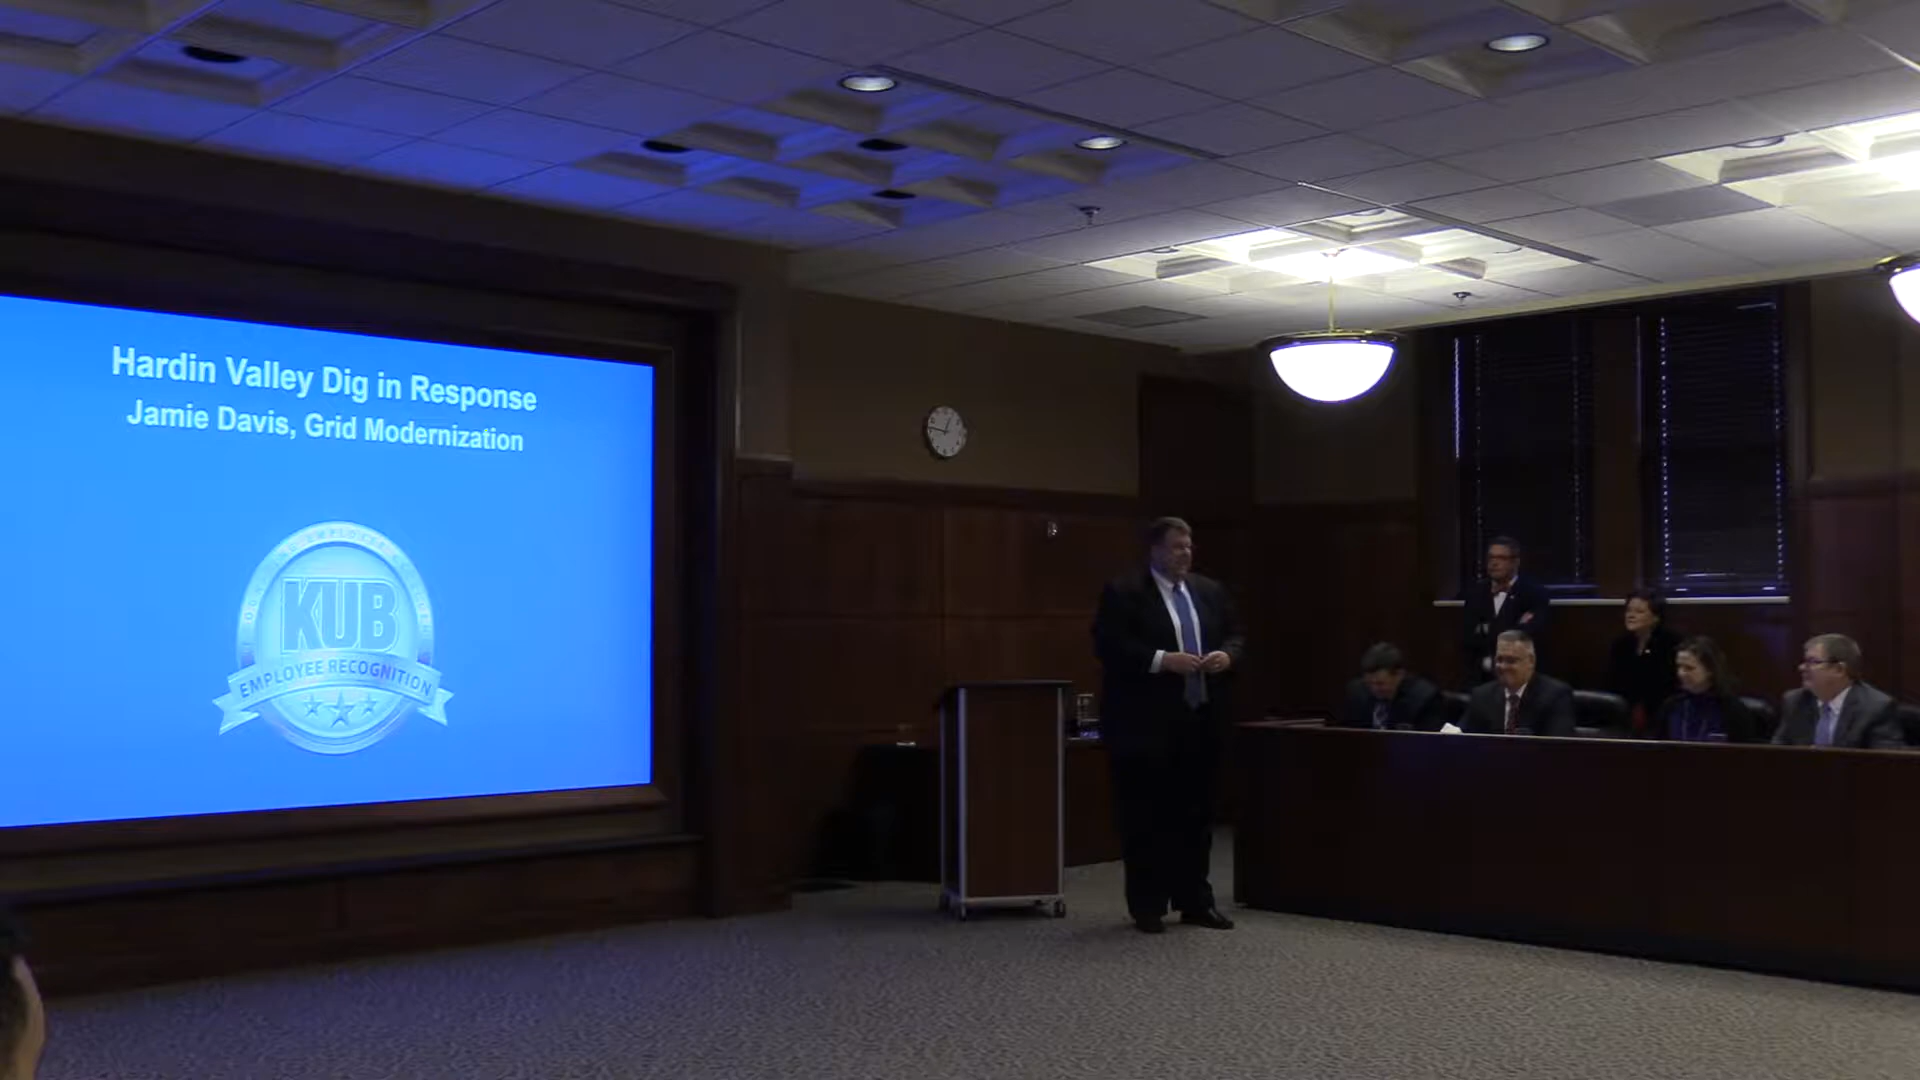 Hardin Valley Dig in Response
Jamie Davis, Grid Modernization
KUB
EMPLOYEE RECOGNITION